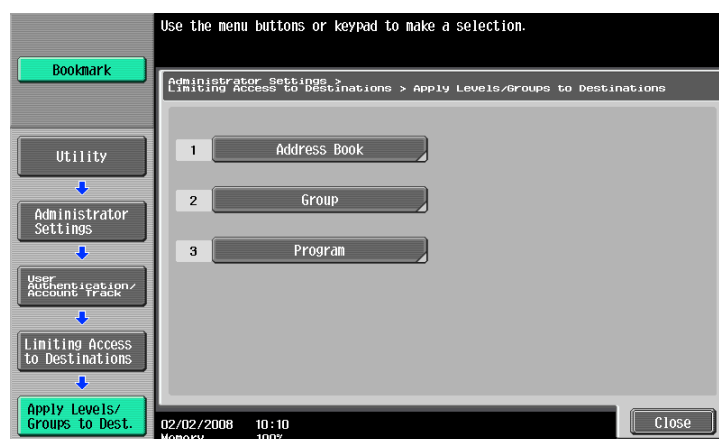 Use the menu buttons or keypad to make a selection.
Bookmark
Administrator Settings >
Limiting Access to Destinations > Apply Levels/Groups to Destinations
Utility
1 Address Book
2 Group
Administrator
Settings
3 Program
User
Authentication/
Account Track
Limiting Access
to Destinations
Apply Levels/
Groups to Dest.
02/02/2008 10:10
Memory 100%
Close